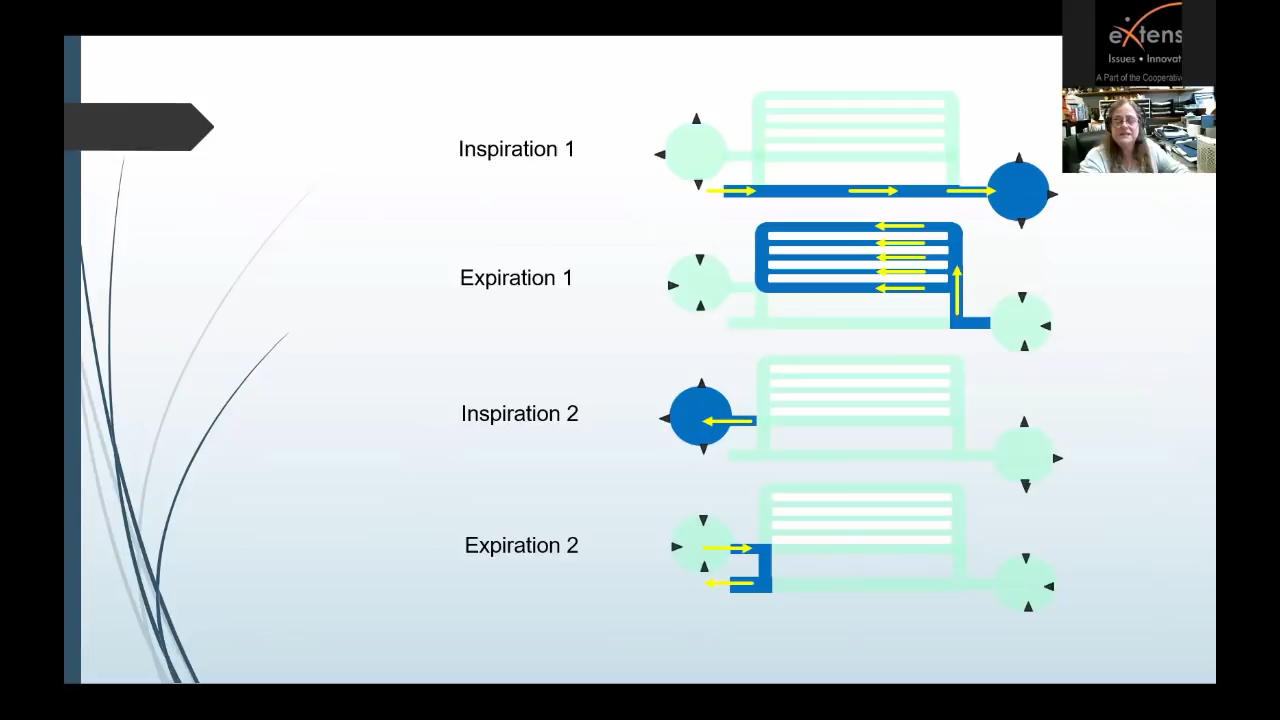 eXtens
Issues • Innovat
A Part of the Cooperative
Inspiration 1
Expiration 1
Inspiration 2
Expiration 2